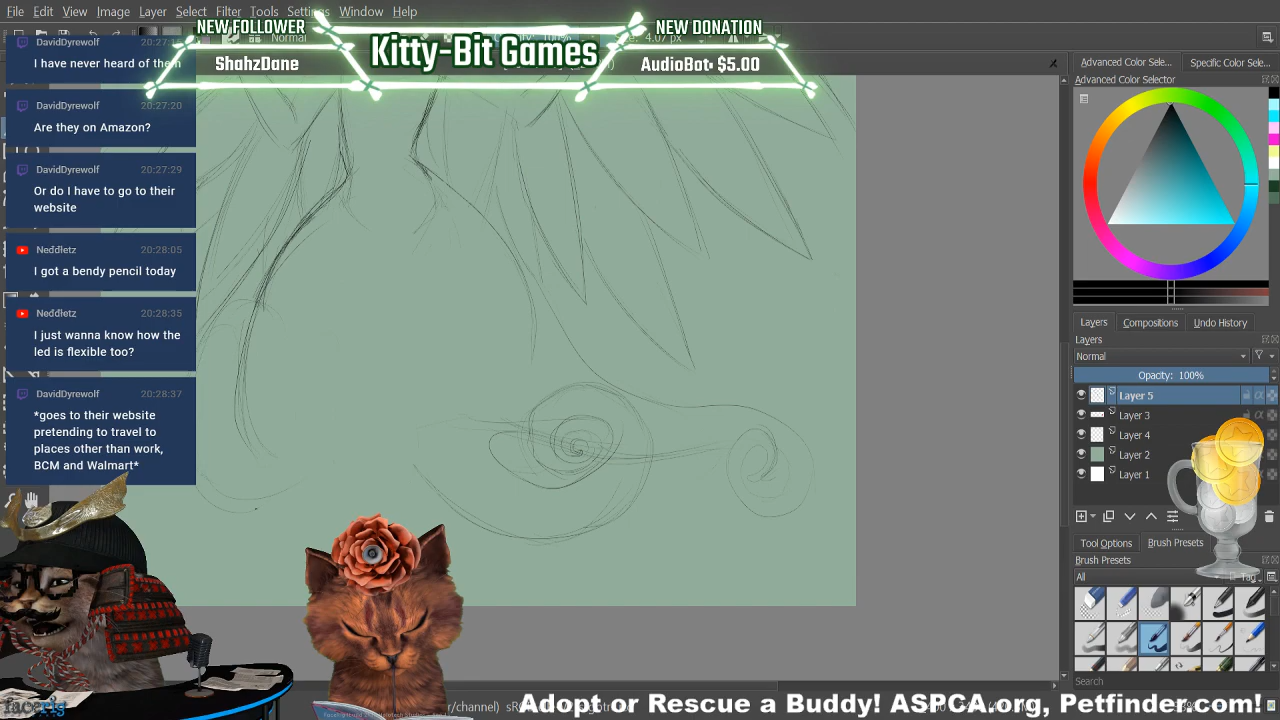 File Edit View Image Layer Select Filter Tools Settings Window Help
NEW FOLLOWER
ShahzDane
Kitty-Bit Games
NEW DONATION
AudioBot• $5.00
Normal
4.07 px
DavidDyrewolf
I have never heard of them
DavidDyrewolf 20:27:20
Are they on Amazon?
DavidDyrewolf 20:27:29
Or do I have to go to their
website
Neddletz 20:28:05
I got a bendy pencil today
Neddletz 20:28:35
I just wanna know how the
led is flexible too?
DavidDyrewolf 20:28:37
*goes to their website
pretending to travel to
places other than work,
BCM and Walmart*
Advanced Color Selec... Specific Color Sele...
Advanced Color Selector
Layers Compositions Undo History
Layers
Normal
Opacity: 100%
Layer 5
Layer 3
Layer 4
Layer 2
Layer 1
Tool Options Brush Presets
Brush Presets
All
Tag
Search
facerig
Adopt or Rescue a Buddy! ASPCA.org, Petfinder.com!